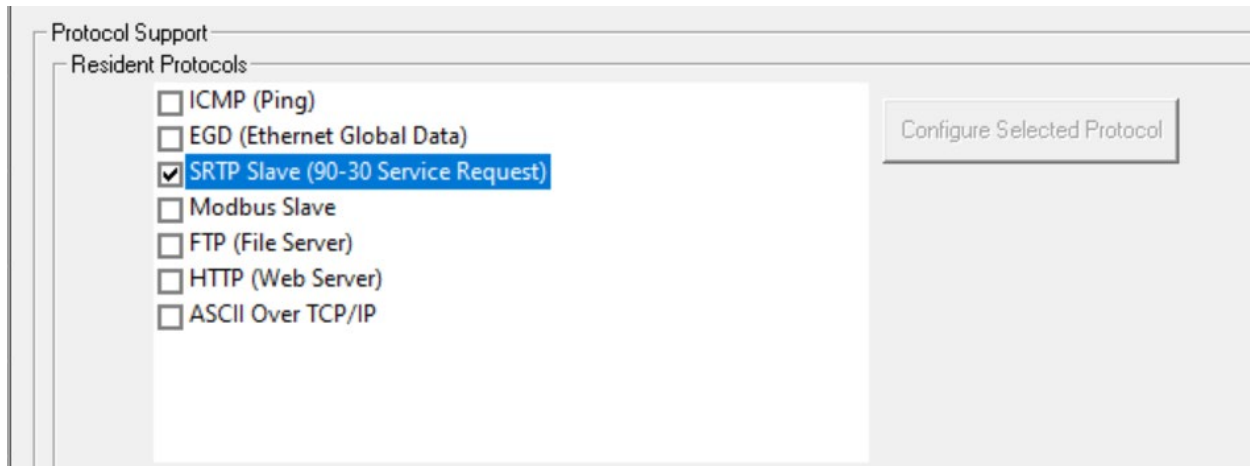 Protocol Support
Resident Protocols
ICMP (Ping)
EGD (Ethernet Global Data)
Configure Selected Protocol
SRTP Slave (90-30 Service Request)
Modbus Slave
FTP (File Server)
HTTP (Web Server)
ASCII Over TCP/IP